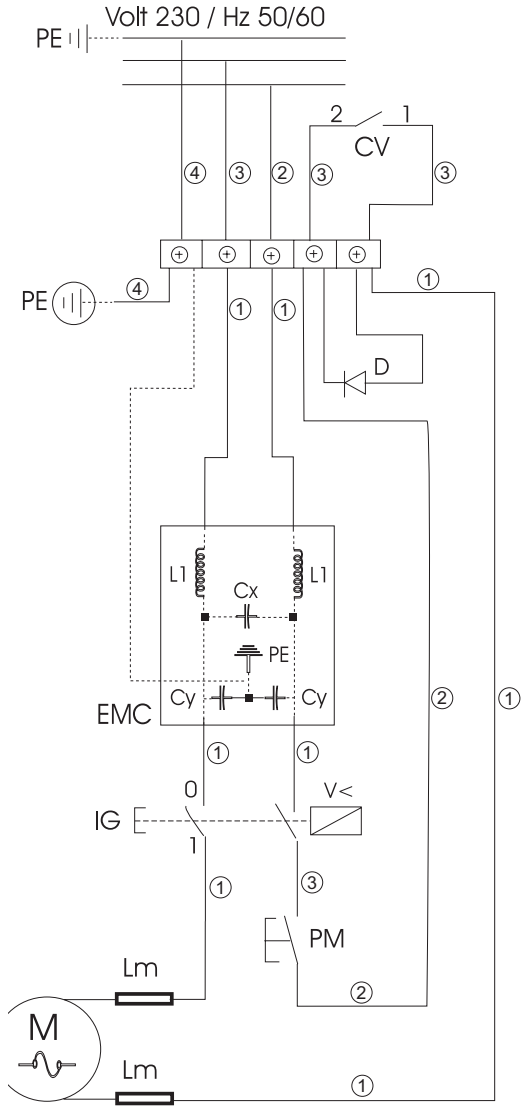 Volt 230 / Hz 50/60
PE
2 1
CV
4 3 2 3 3
PE 4 1 1 1
D
L1 L1
Cx
PE
Cy Cy
EMC
2 1
1 1
0 V<
IG
1
1 3
PM
Lm 2
M
Lm 1